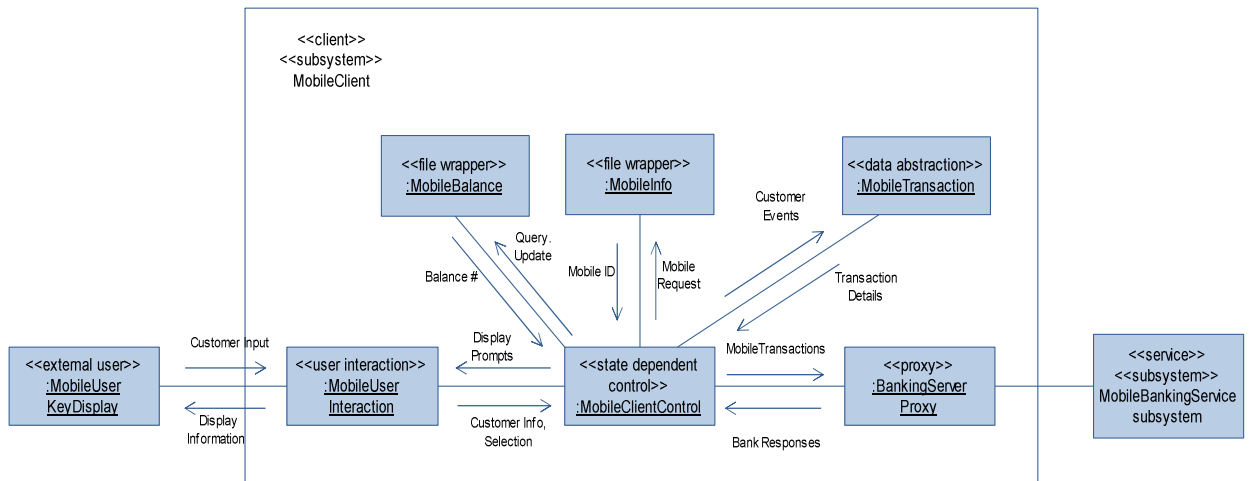 <<client>>
<<subsystem>>
MobileClient
<<file wrapper>>
:MobileBalance
<<file wrapper>>
:MobileInfo
<<data abstraction>>
:MobileTransaction
Customer
Events
Query.
Update
Balance #
Mobile ID
Mobile
Request
Transaction
Details
Customer Input
Display
Prompts
MobileTransactions
<<external user>>
:MobileUser
KeyDisplay
<<user interaction>>
:MobileUser
Interaction
<<state dependent
control>>
:MobileClientControl
<<proxy>>
:BankingServer
Proxy
<<service>>
<<subsystem>>
MobileBankingService
subsystem
Display
Information
Customer Info,
Selection
Bank Responses